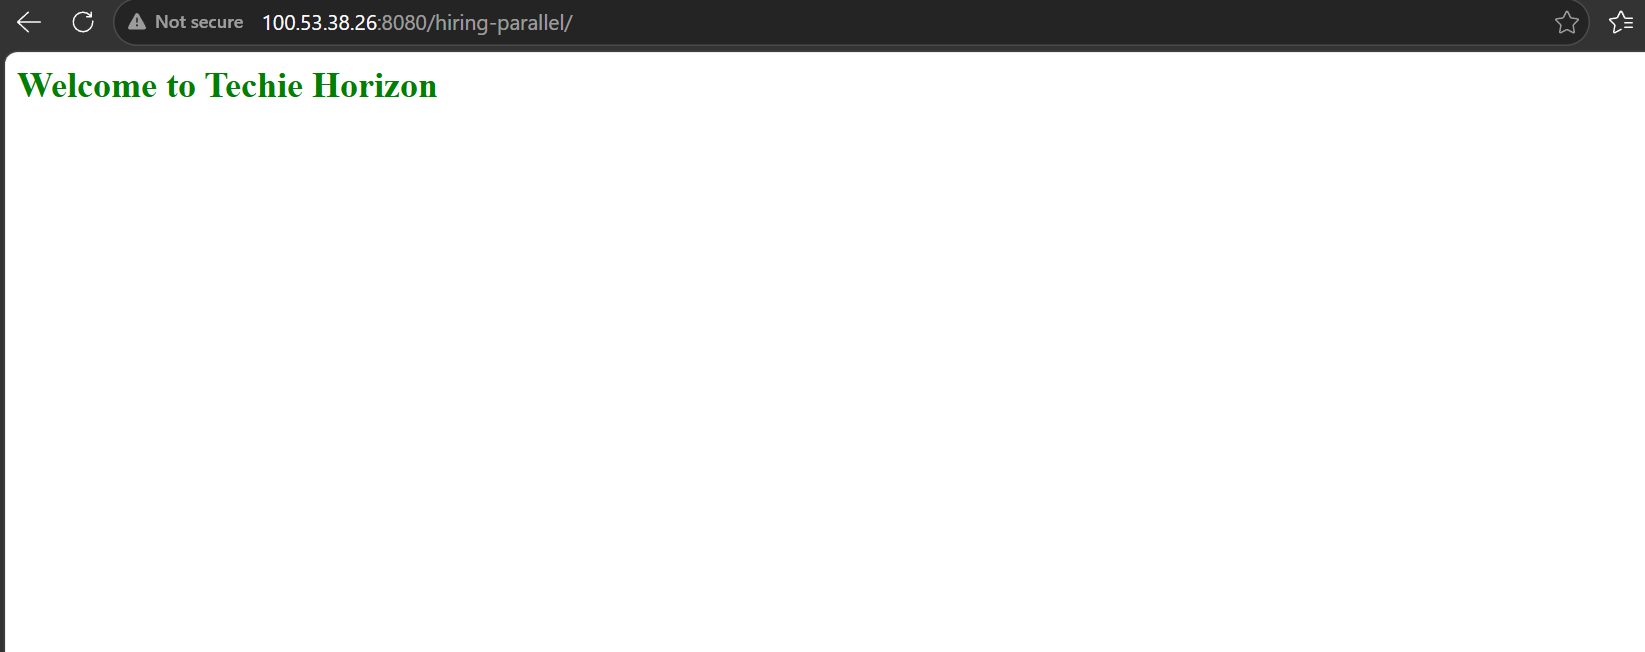 Not secure 100.53.38.26:8080/hiring-parallel/
Welcome to Techie Horizon